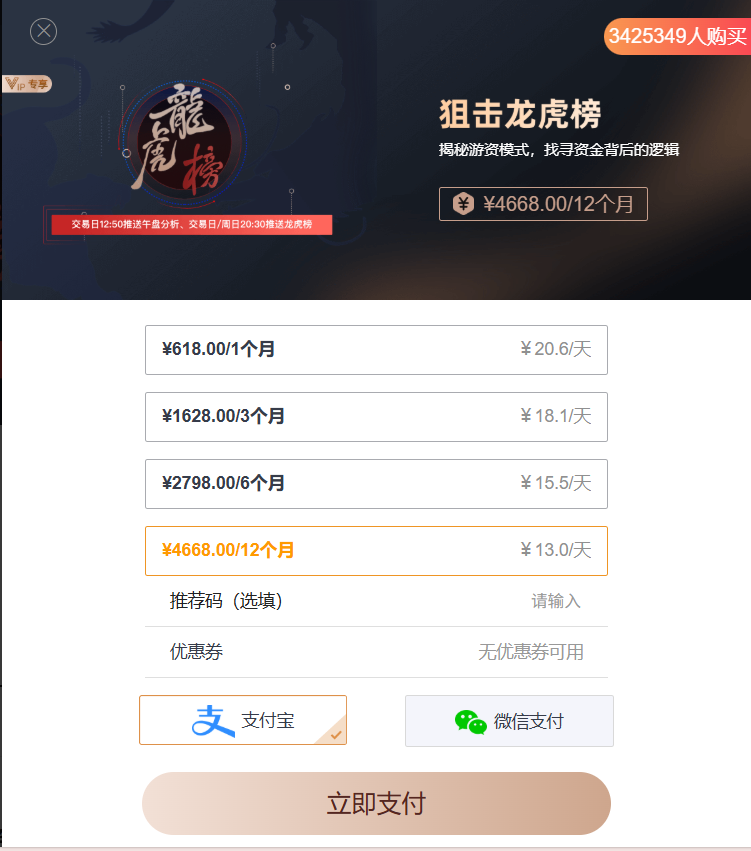 3425349人购买
VIP 专享
龍虎榜
狙击龙虎榜
揭秘游资模式，找寻资金背后的逻辑
¥4668.00/12个月
交易日12:50推送午盘分析、交易日/周日20:30推送龙虎榜
¥618.00/1个月 ￥20.6/天
¥1628.00/3个月 ￥18.1/天
¥2798.00/6个月 ￥15.5/天
¥4668.00/12个月 ￥13.0/天
推荐码（选填） 请输入
优惠券 无优惠券可用
支付宝 微信支付
立即支付